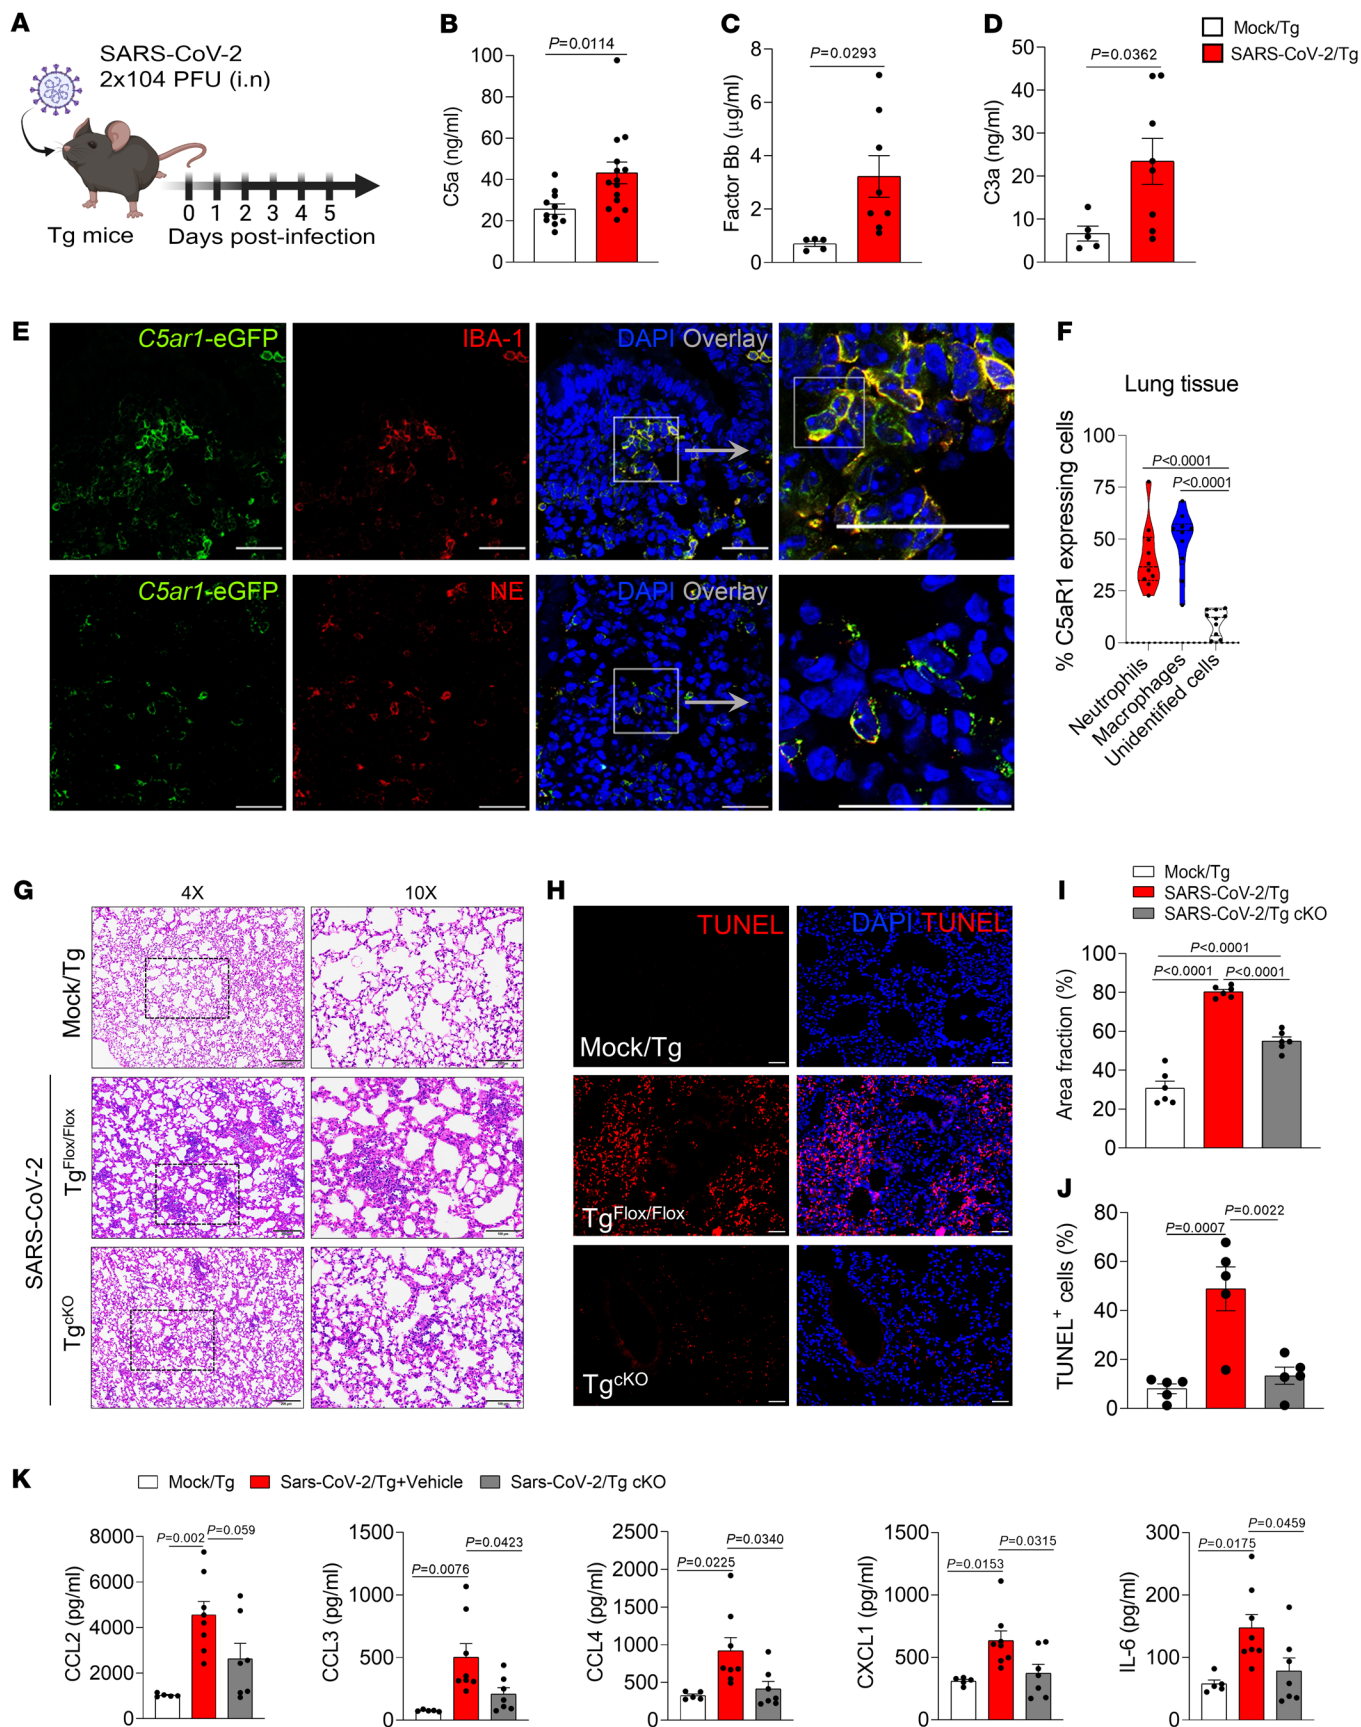 A
SARS-CoV-2
2x104 PFU (i.n)
0 1 2 3 4 5
Tg mice Days post-infection
B
P=0.0114
C5a (ng/ml)
100
80
60
40
20
0
C
P=0.0293
Factor Bb (µg/ml)
8
6
4
2
0
D
P=0.0362
C3a (ng/ml)
50
40
30
20
10
0
Mock/Tg
SARS-CoV-2/Tg
E
C5ar1-eGFP
IBA-1
DAPI Overlay
C5ar1-eGFP
NE
DAPI Overlay
F
Lung tissue
% C5aR1 expressing cells
100
75
50
25
0
P<0.0001
P<0.0001
Neutrophils
Macrophages
Unidentified cells
G
4X 10X
Mock/Tg
SARS-CoV-2
TgFlox/Flox
TgcKO
H
TUNEL
DAPI TUNEL
Mock/Tg
TgFlox/Flox
TgcKO
I
Mock/Tg
SARS-CoV-2/Tg
SARS-CoV-2/Tg cKO
Area fraction (%)
100
80
60
40
20
0
P<0.0001
P<0.0001 P<0.0001
J
TUNEL+ cells (%)
80
60
40
20
0
P=0.0022
P=0.0007
K
Mock/Tg
Sars-CoV-2/Tg+Vehicle
Sars-CoV-2/Tg cKO
CCL2 (pg/ml)
8000
6000
4000
2000
0
P=0.002 P=0.059
CCL3 (pg/ml)
1500
1000
500
0
P=0.0423
P=0.0076
CCL4 (pg/ml)
2500
2000
1500
1000
500
0
P=0.0340
P=0.0225
CXCL1 (pg/ml)
1500
1000
500
0
P=0.0315
P=0.0153
IL-6 (pg/ml)
300
200
100
0
P=0.0459
P=0.0175